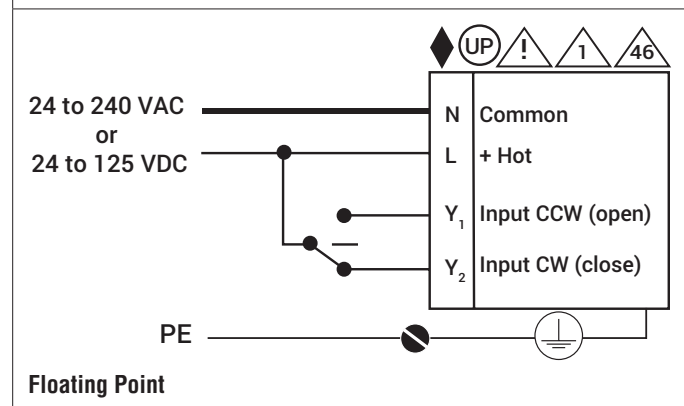 UP ! 1 46
24 to 240 VAC
or
24 to 125 VDC
N Common
L + Hot
Y₁ Input CCW (open)
Y₂ Input CW (close)
PE
Floating Point